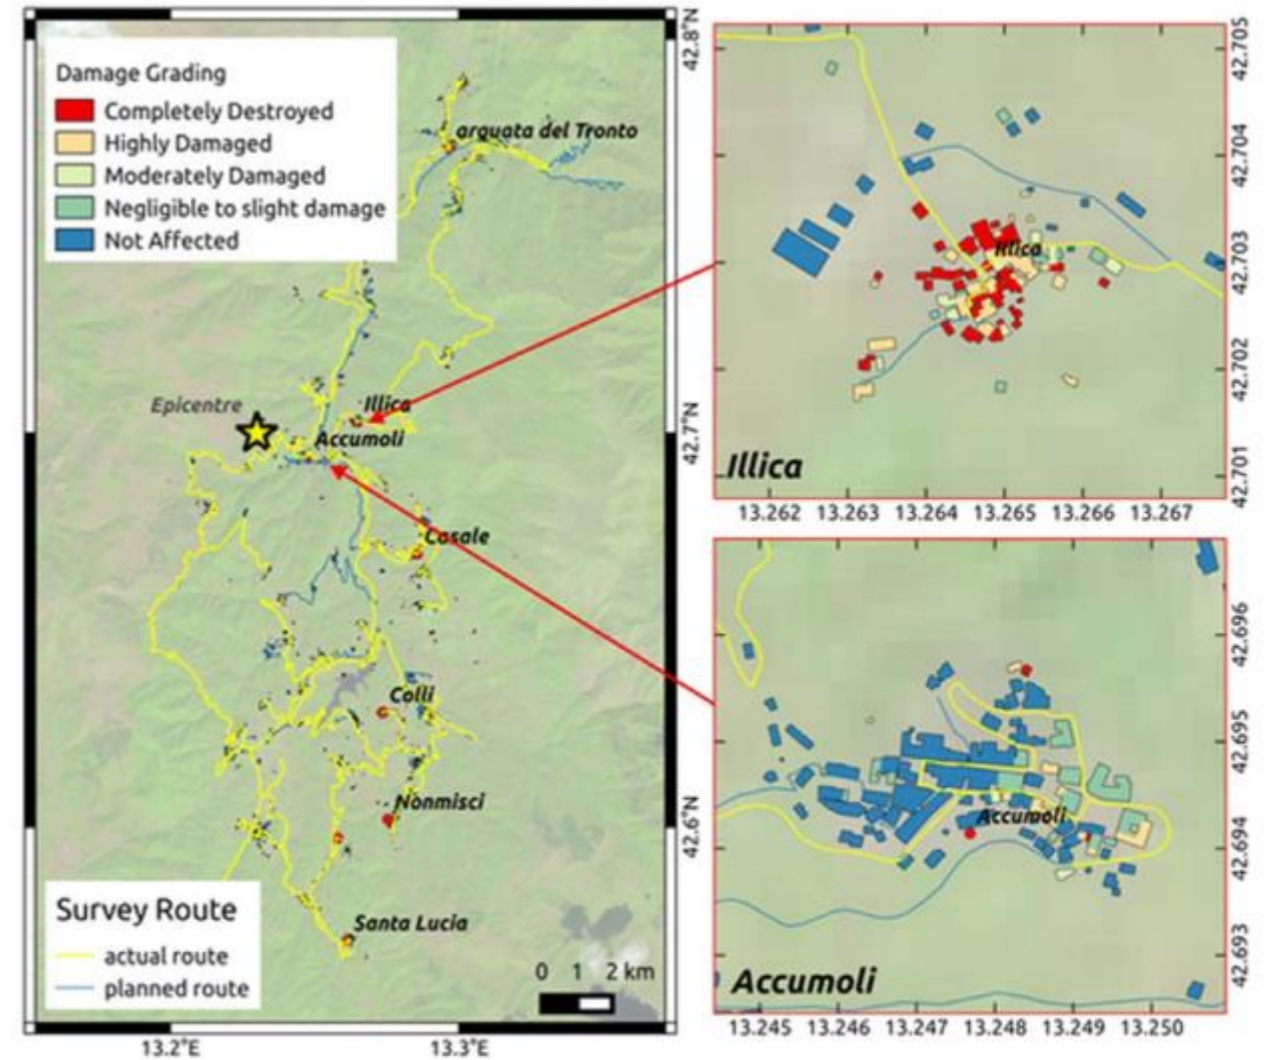 Damage Grading
Completely Destroyed
Highly Damaged
Moderately Damaged
Negligible to slight damage
Not Affected
arquata del Tronto
Epicentre
Illica
Accumoli
Casale
Colli
Nonmisci
Santa Lucia
Survey Route
actual route
planned route
0 1 2 km
13.2°E 13.3°E
42.8°N
42.7°N
42.6°N
Illica
Illica
42.705
42.704
42.703
42.702
42.701
13.262 13.263 13.264 13.265 13.266 13.267
Accumoli
Accumoli
42.696
42.695
42.694
42.693
13.245 13.246 13.247 13.248 13.249 13.250